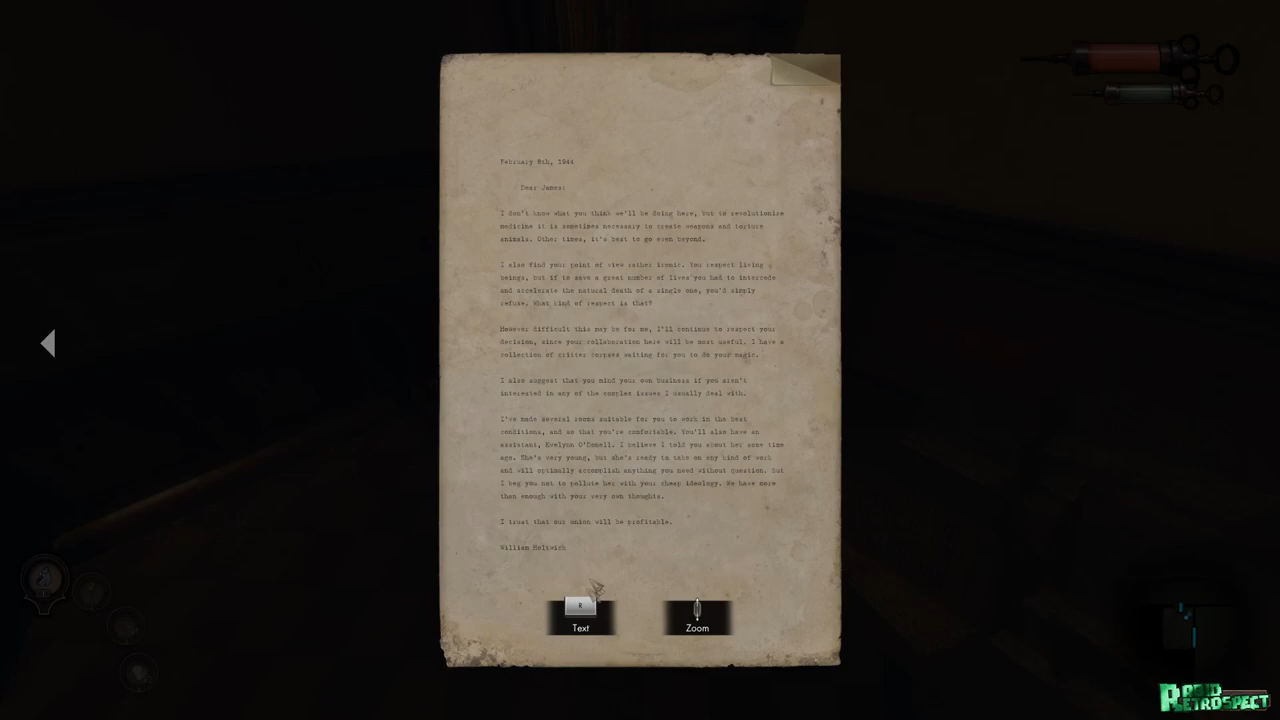 February 8th, 1944
Dear James:
I don't know what you think we'll be doing here, but to revolutionize
medicine it is sometimes necessary to create weapons and torture
animals. Other times, it's best to go even beyond.
I also find your point of view rather ironic. You respect living
beings, but if to save a great number of lives you had to intercede
and accelerate the natural death of a single one, you'd simply
refuse. What kind of respect is that?
However difficult this may be for me, I'll continue to respect your
decision, since your collaboration here will be most useful. I have a
collection of critter corpses waiting for you to do your magic.
I also suggest that you mind your own business if you aren't
interested in any of the complex issues I usually deal with.
I've made several rooms suitable for you to work in the best
conditions, and so that you're comfortable. You'll also have an
assistant, Evelynn O'Donell. I believe I told you about her some time
ago. She's very young, but she's ready to take on any kind of work
and will optimally accomplish anything you need without question. But
I beg you not to pollute her with your cheap ideology. We have more
than enough with your very own thoughts.
I trust that our union will be profitable.
William Holtwich
R
Text
Zoom
RABID
RETROSPECT